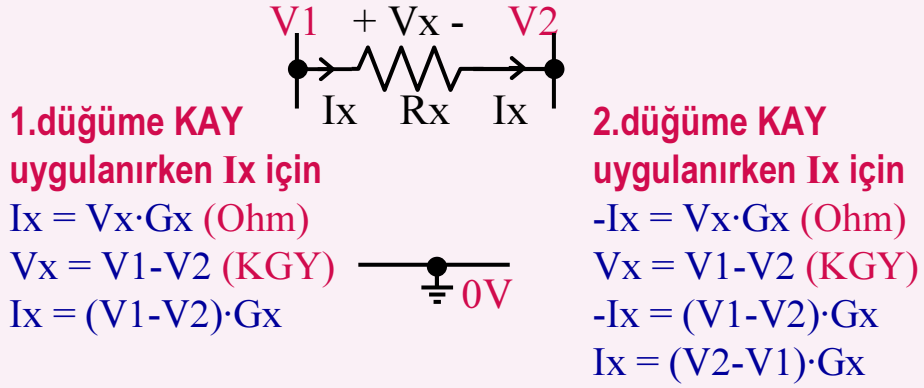 V1 + Vx - V2
Ix Rx Ix
1.düğüme KAY
uygulanırken Ix için
Ix = Vx·Gx (Ohm)
Vx = V1-V2 (KGY)
Ix = (V1-V2)·Gx
0V
2.düğüme KAY
uygulanırken Ix için
-Ix = Vx·Gx (Ohm)
Vx = V1-V2 (KGY)
-Ix = (V1-V2)·Gx
Ix = (V2-V1)·Gx